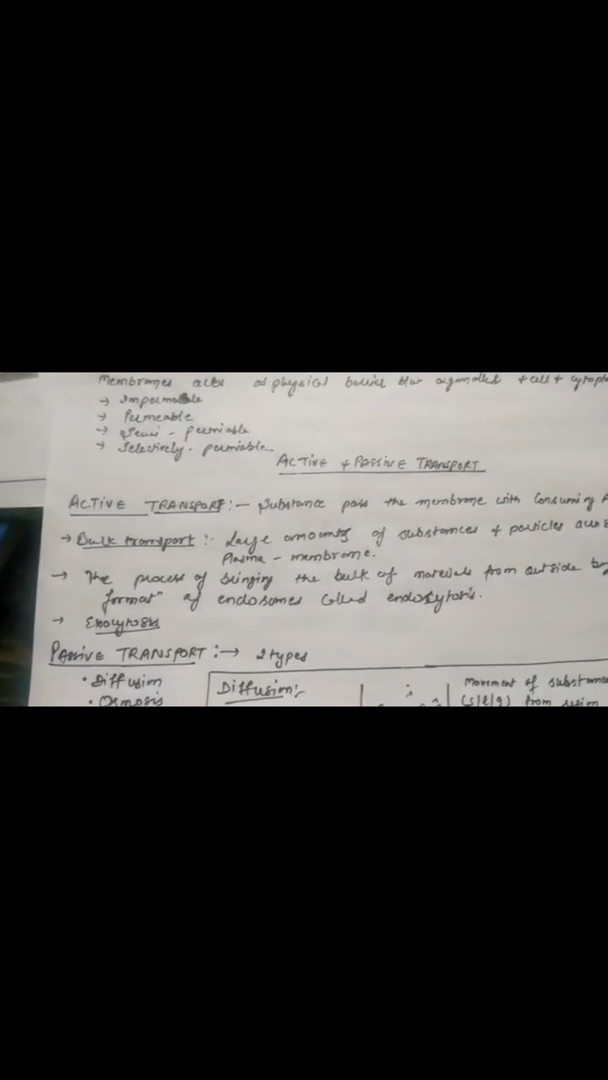 Membranes acts as physical barrier b/w organelles + cell + cytopl
→ Impermeable
→ Permeable
→ Semi - permiable
→ Selectively - permiable.
ACTIVE + PASSIVE TRANSPORT
ACTIVE TRANSPORT :- Substance pass the membrane with Consuming A
→ Bulk transport :- Large amounts of substances + particles
Plasma - membrane.
→ The process of bringing the bulk of materials from outside by
formatⁿ of endosomes called endocytosis.
→ Exocytosis
PASSIVE TRANSPORT :→ 2 types
• Diffusion
• Osmosis
Diffusion:-
Movement of substance
(s/l/g) from